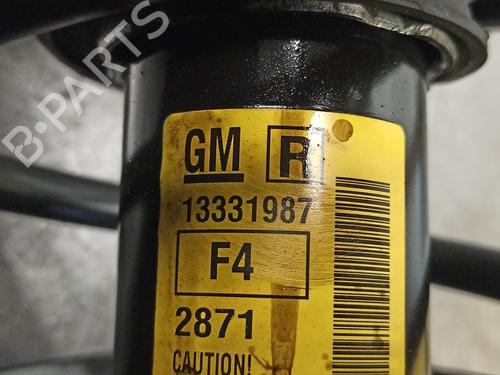 B-PARTS
GM R
13331987
F4
2871
CAUTION!